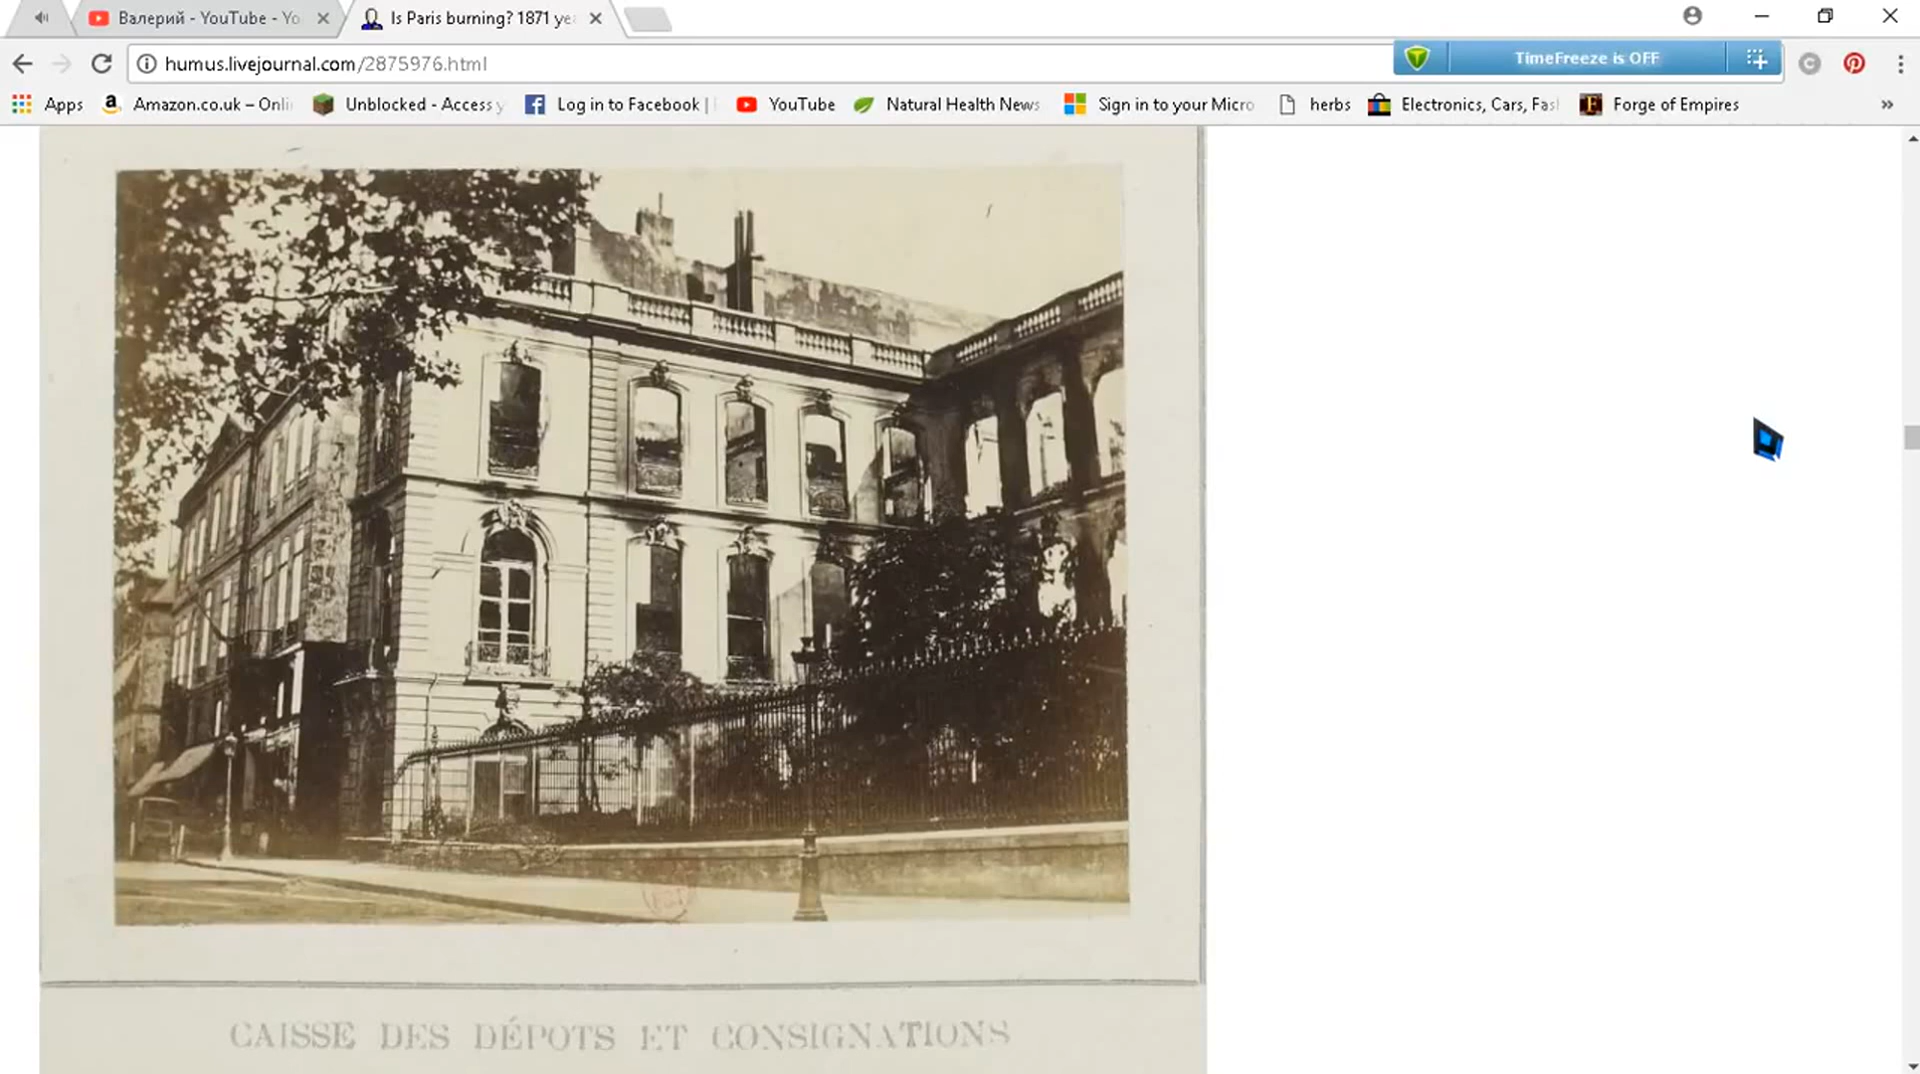 Валерий - YouTube - Yo
Is Paris burning? 1871 ye
humus.livejournal.com/2875976.html
TimeFreeze is OFF
Apps
Amazon.co.uk – Onli
Unblocked - Access y
Log in to Facebook |
YouTube
Natural Health News
Sign in to your Micro
herbs
Electronics, Cars, Fas
Forge of Empires
CAISSE DES DÉPOTS ET CONSIGNATIONS